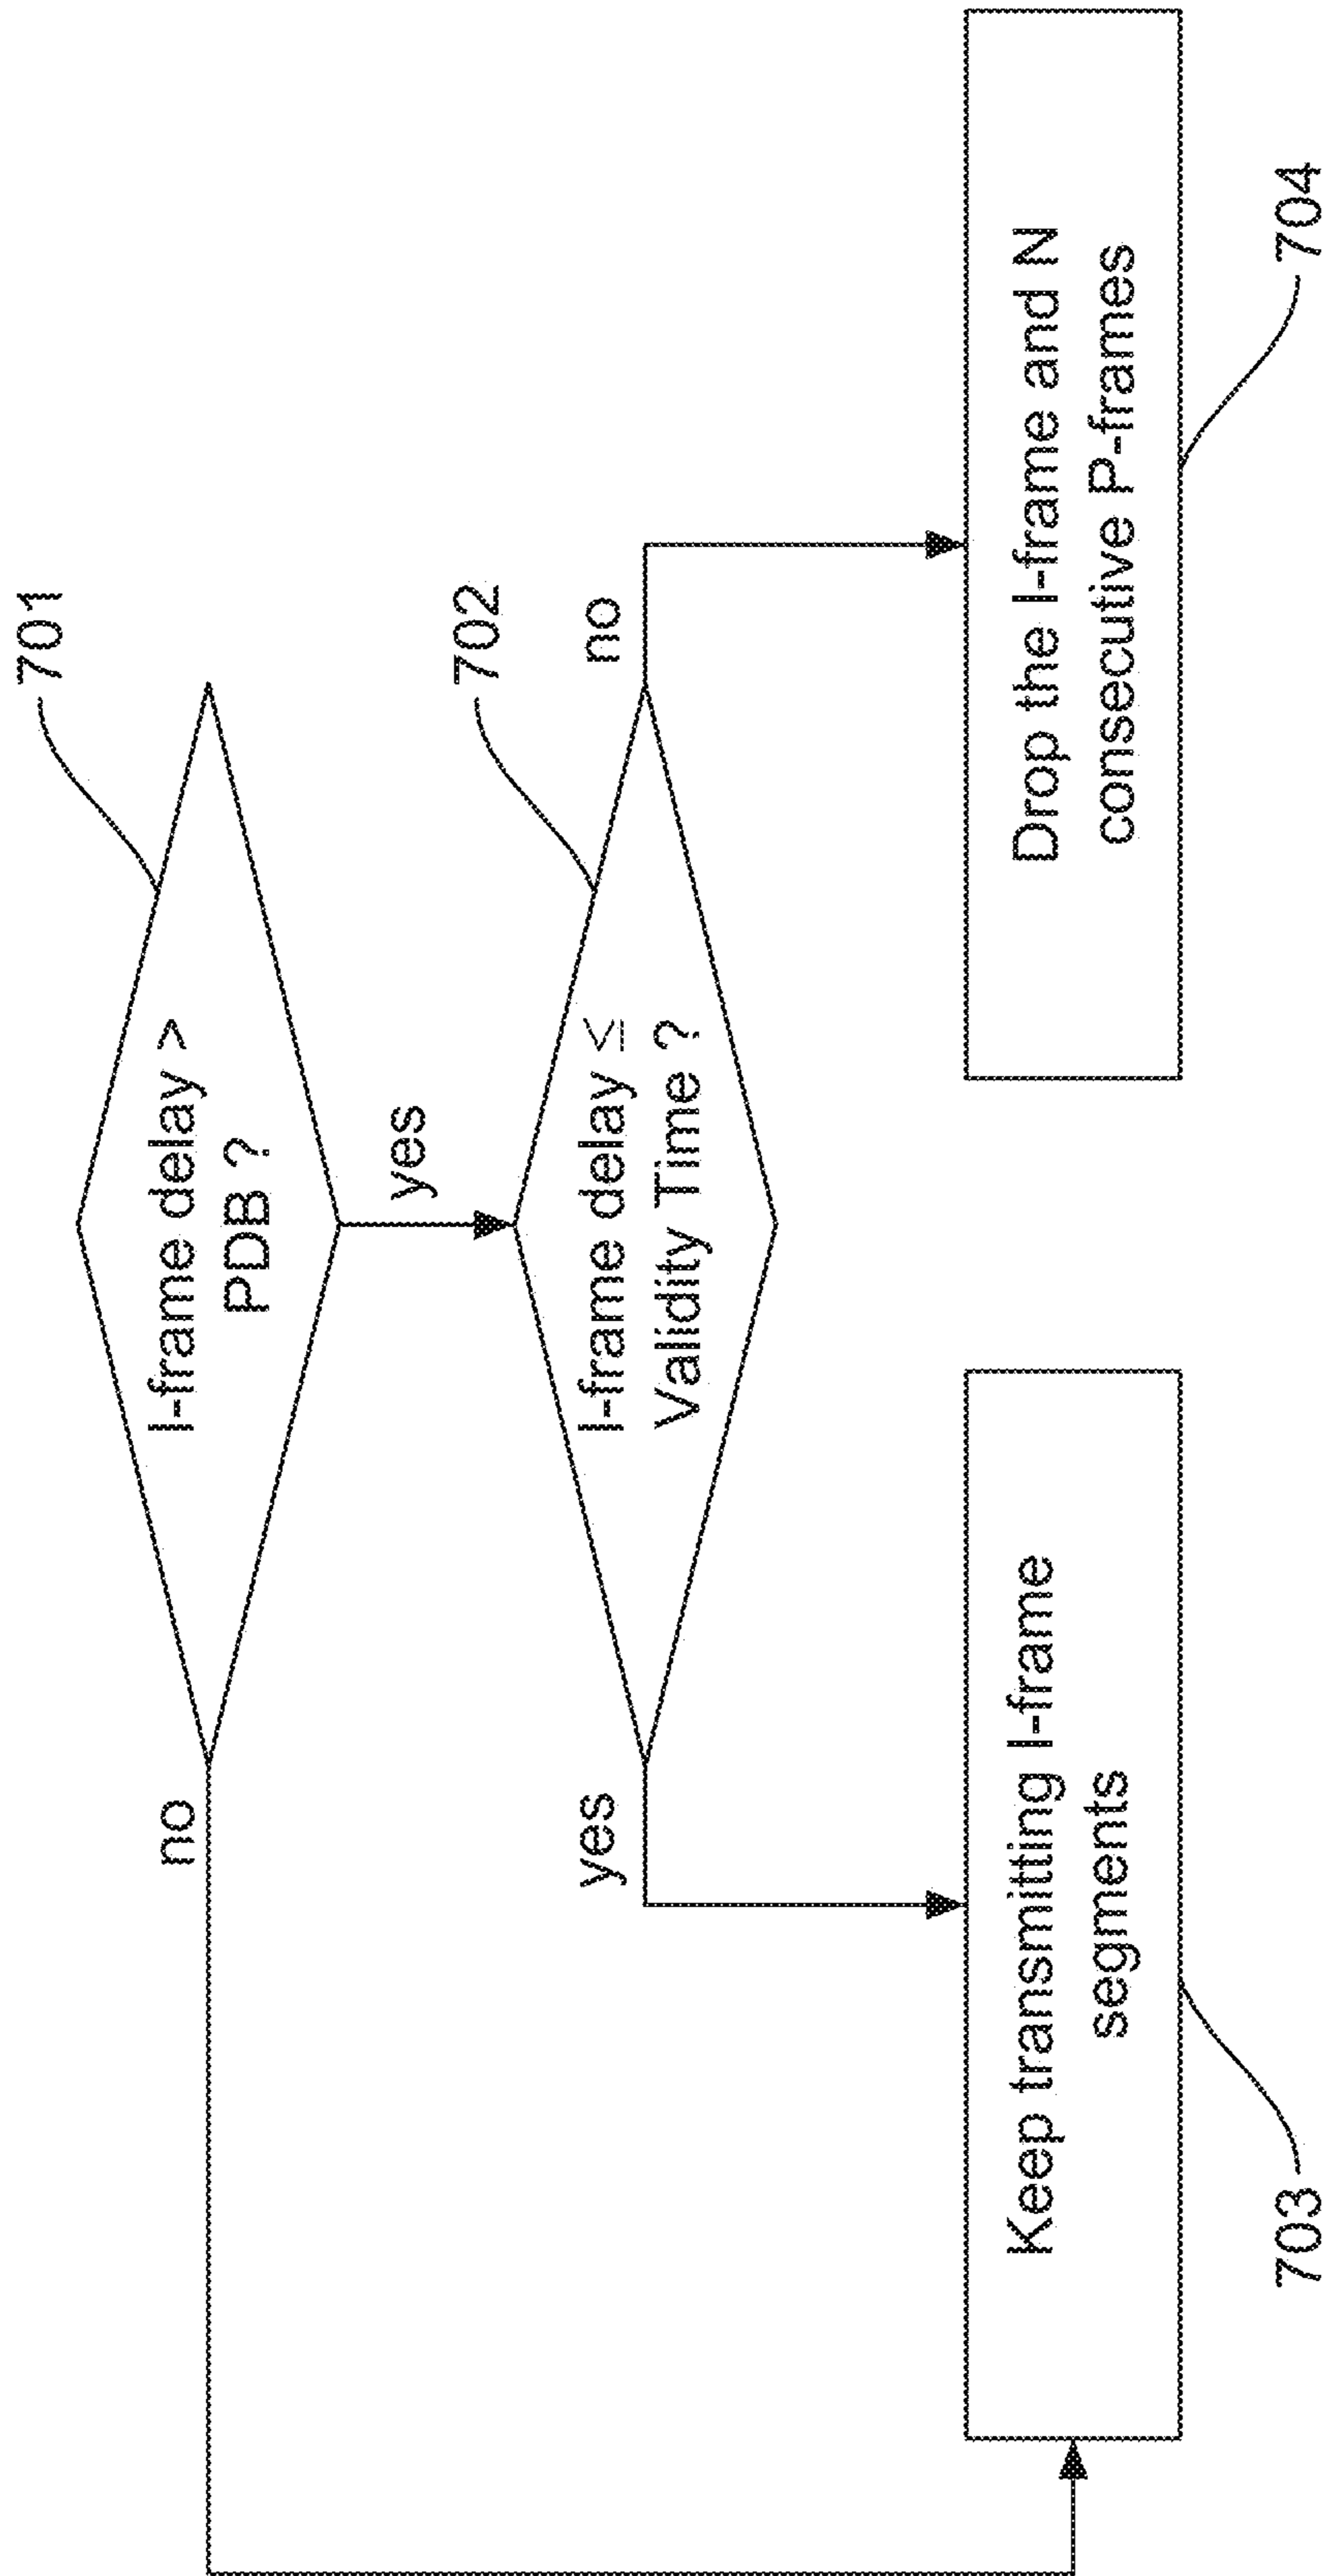 701
I-frame delay >
PDB ?
no
yes
702
I-frame delay ≤
Validity Time ?
yes
no
Keep transmitting I-frame
segments
703
Drop the I-frame and N
consecutive P-frames
704